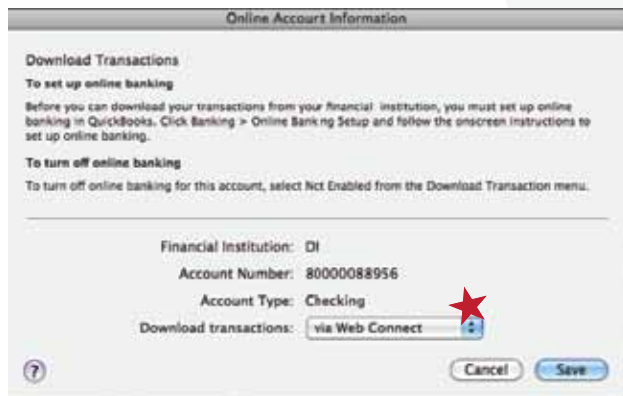 Online Account Information
Download Transactions
To set up online banking
Before you can download your transactions from your financial institution, you must set up online
banking in QuickBooks. Click Banking > Online Banking Setup and follow the onscreen instructions to
set up online banking.
To turn off online banking
To turn off online banking for this account, select Not Enabled from the Download Transaction menu.
Financial Institution: DI
Account Number: 80000088956
Account Type: Checking
Download transactions: via Web Connect
? Cancel Save